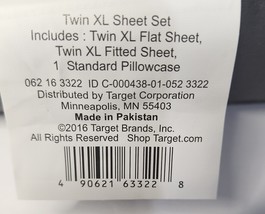 Twin XL Sheet Set
Includes : Twin XL Flat Sheet,
Twin XL Fitted Sheet,
1 Standard Pillowcase
062 16 3322 ID C-000438-01-052 3322
Distributed by Target Corporation
Minneapolis, MN 55403
Made in Pakistan
©2016 Target Brands, Inc.
All Rights Reserved Shop Target.com
4 90621 63322 8